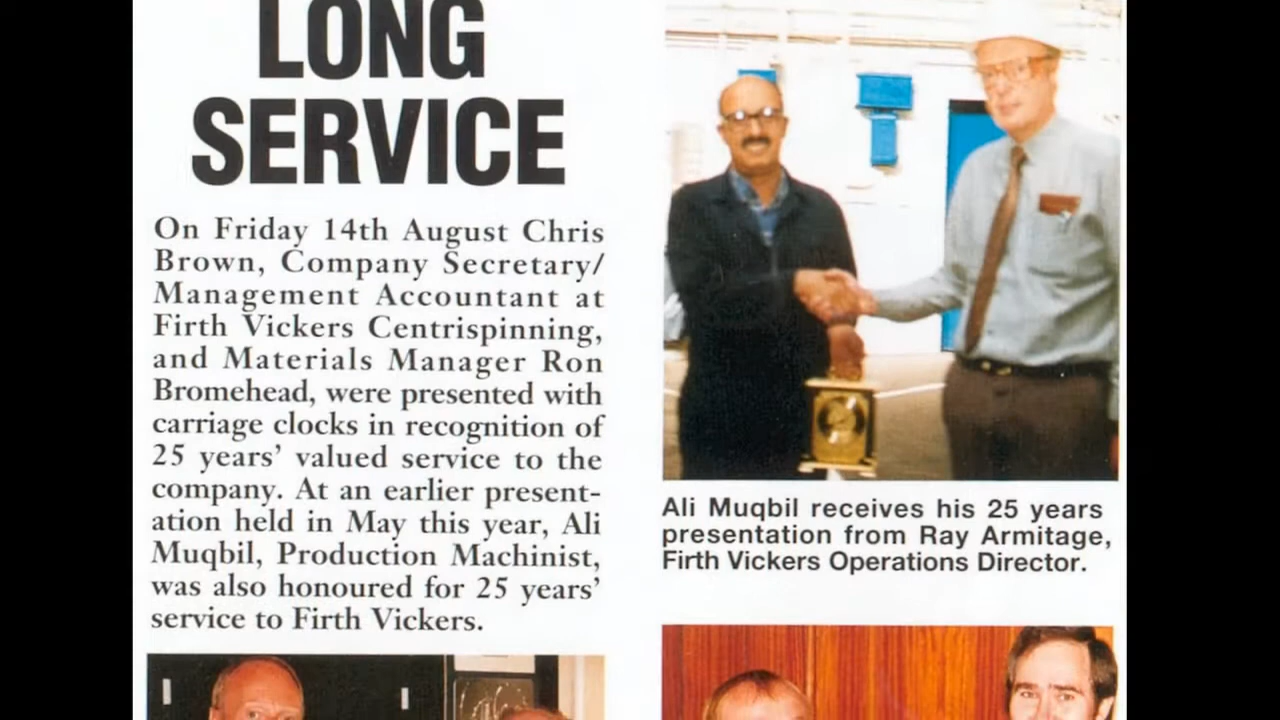 LONG
SERVICE
On Friday 14th August Chris
Brown, Company Secretary/
Management Accountant at
Firth Vickers Centrispinning,
and Materials Manager Ron
Bromehead, were presented with
carriage clocks in recognition of
25 years' valued service to the
company. At an earlier present-
ation held in May this year, Ali
Muqbil, Production Machinist,
was also honoured for 25 years'
service to Firth Vickers.
Ali Muqbil receives his 25 years
presentation from Ray Armitage,
Firth Vickers Operations Director.